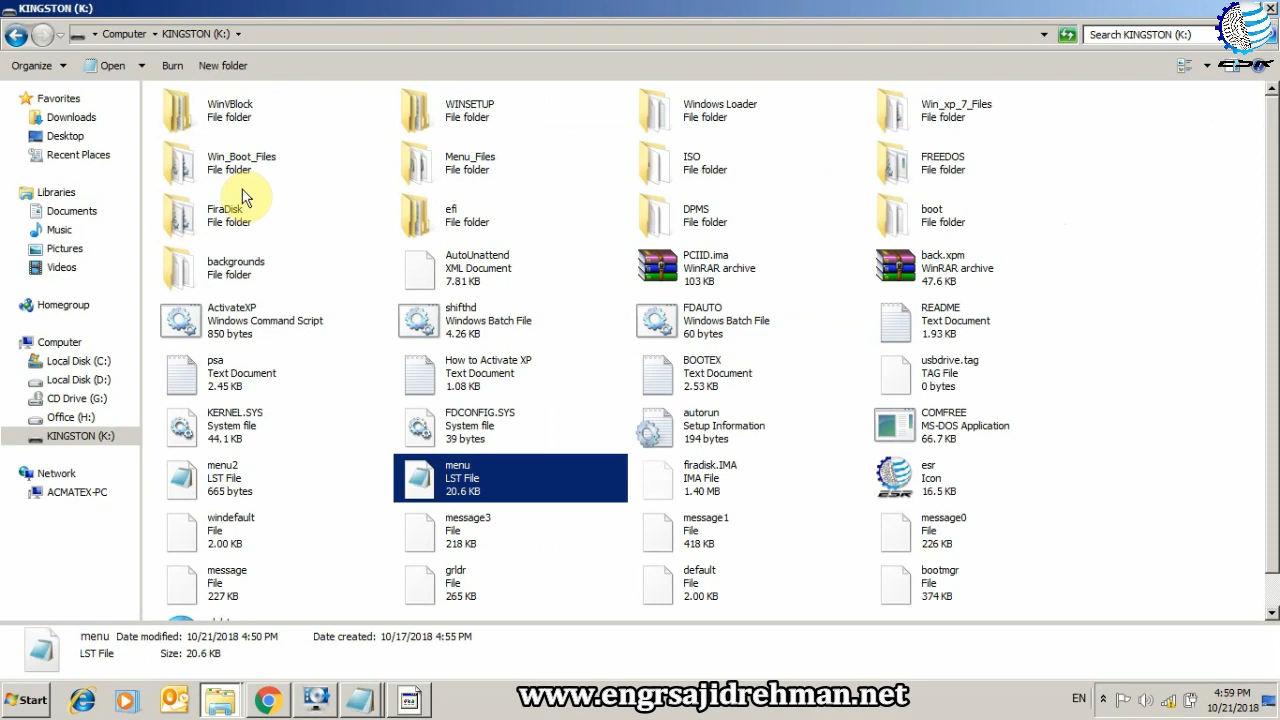 KINGSTON (K:)
Computer KINGSTON (K:)
Search KINGSTON (K:)
Organize Open Burn New folder
ESR
Favorites
Downloads
Desktop
Recent Places
Libraries
Documents
Music
Pictures
Videos
Homegroup
Computer
Local Disk (C:)
Local Disk (D:)
CD Drive (G:)
Office (H:)
KINGSTON (K:)
Network
ACMATEX-PC
WinVBlock
File folder
WINSETUP
File folder
Windows Loader
File folder
Win_xp_7_Files
File folder
Win_Boot_Files
File folder
Menu_Files
File folder
ISO
File folder
FREEDOS
File folder
FiraDisk
File folder
efi
File folder
DPMS
File folder
boot
File folder
backgrounds
File folder
AutoUnattend
XML Document
7.81 KB
PCIID.ima
WinRAR archive
103 KB
back.xpm
WinRAR archive
47.6 KB
ActivateXP
Windows Command Script
850 bytes
shifthd
Windows Batch File
4.26 KB
FDAUTO
Windows Batch File
60 bytes
README
Text Document
1.93 KB
psa
Text Document
2.45 KB
How to Activate XP
Text Document
1.08 KB
BOOTEX
Text Document
2.53 KB
usbdrive.tag
TAG File
0 bytes
KERNEL.SYS
System file
44.1 KB
FDCONFIG.SYS
System file
39 bytes
autorun
Setup Information
194 bytes
COMFREE
MS-DOS Application
66.7 KB
menu2
LST File
665 bytes
menu
LST File
20.6 KB
firadisk.IMA
IMA File
1.40 MB
esr
Icon
16.5 KB
windefault
File
2.00 KB
message3
File
218 KB
message1
File
418 KB
message0
File
226 KB
message
File
227 KB
grldr
File
265 KB
default
File
2.00 KB
bootmgr
File
374 KB
menu Date modified: 10/21/2018 4:50 PM Date created: 10/17/2018 4:55 PM
LST File Size: 20.6 KB
Start
www.engrsajidrehman.net
EN
4:59 PM
10/21/2018